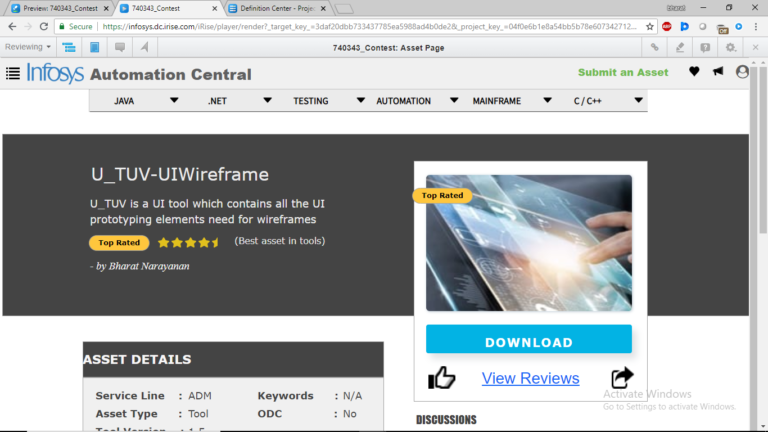 Preview: 740343_Contest
740343_Contest
Definition Center - Proje
Bharat
Secure
https://infosys.dc.irise.com/iRise/player/render?_target_key_=3daf20dbb733437785ea5988ad4b0de2&_project_key_=04f0e6b1e8a54bb5b78e607342712...
Reviewing
740343_Contest: Asset Page
Infosys Automation Central
Submit an Asset
JAVA .NET TESTING AUTOMATION MAINFRAME C / C++
U_TUV-UIWireframe
U_TUV is a UI tool which contains all the UI
prototyping elements need for wireframes
Top Rated (Best asset in tools)
- by Bharat Narayanan
Top Rated
DOWNLOAD
View Reviews
ASSET DETAILS
Service Line : ADM Keywords : N/A
Asset Type : Tool ODC : No
Tool Version : 1.5
DISCUSSIONS
Activate Windows
Go to Settings to activate Windows.